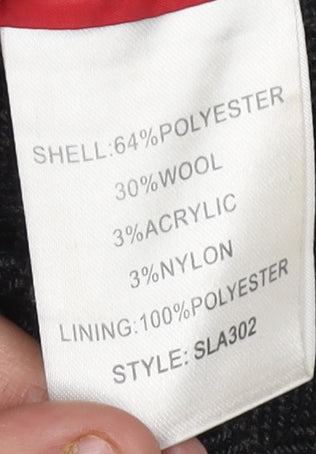 SHELL:64%POLYESTER
30%WOOL
3%ACRYLIC
3%NYLON
LINING:100%POLYESTER
STYLE: SLA302